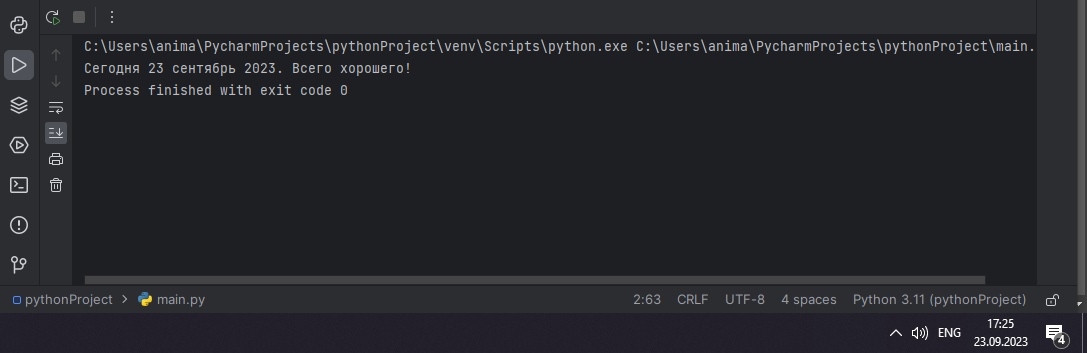 C:\Users\anima\PycharmProjects\pythonProject\venv\Scripts\python.exe C:\Users\anima\PycharmProjects\pythonProject\main.
Сегодня 23 сентябрь 2023. Всего хорошего!
Process finished with exit code 0
pythonProject > main.py 2:63 CRLF UTF-8 4 spaces Python 3.11 (pythonProject)
ENG 17:25
23.09.2023 4